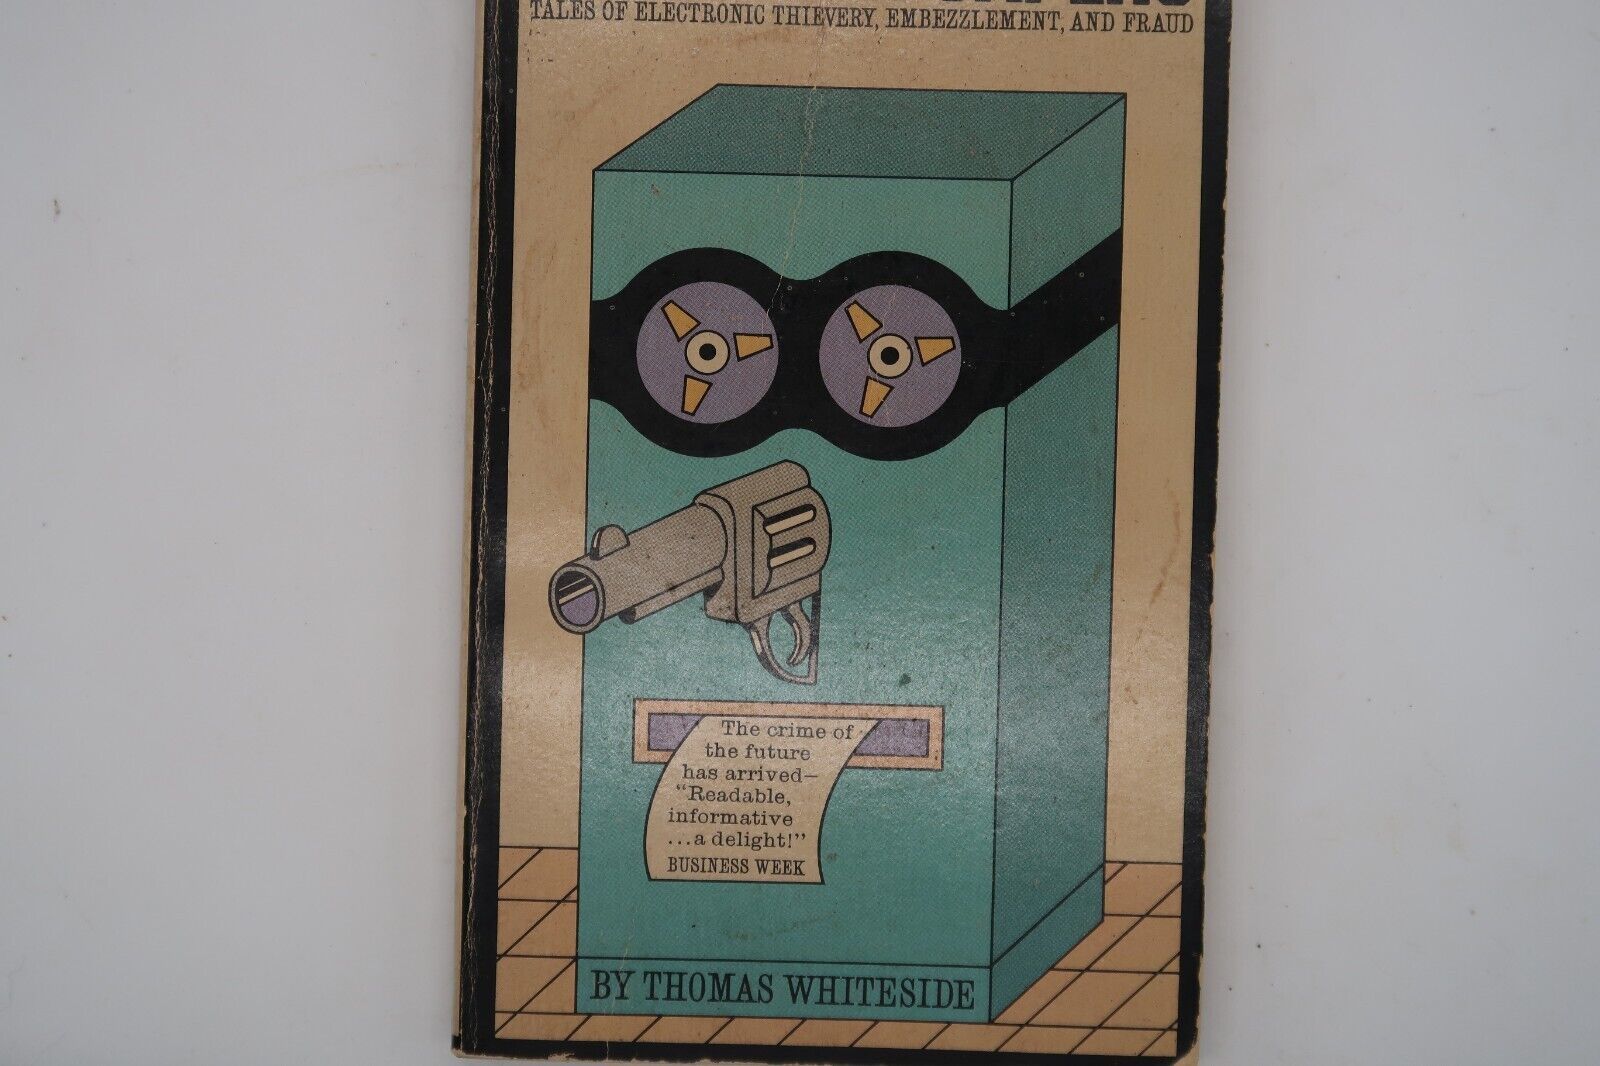 TALES OF ELECTRONIC THIEVERY, EMBEZZLEMENT, AND FRAUD
The crime of
the future
has arrived—
“Readable,
informative
...a delight!”
BUSINESS WEEK
BY THOMAS WHITESIDE